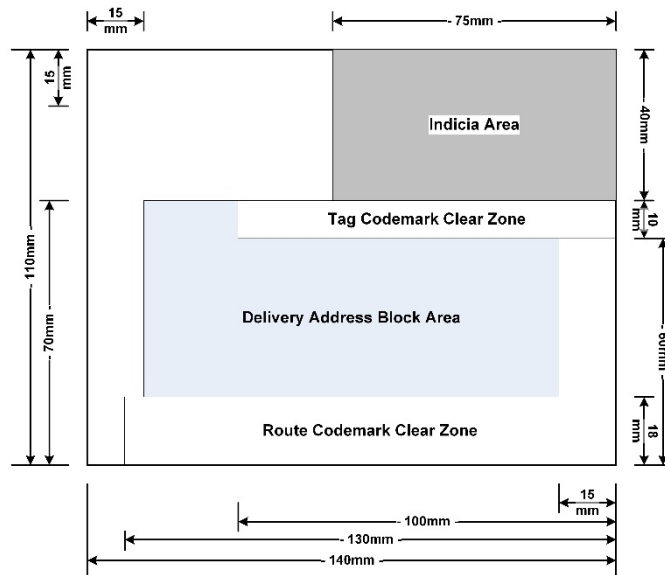 15
mm
- 75mm -
15
mm
Indicia Area
- 40mm -
Tag Codemark Clear Zone
10
mm
- 110mm -
- 70mm -
Delivery Address Block Area
- 60mm -
Route Codemark Clear Zone
18
mm
15
mm
- 100mm -
- 130mm -
- 140mm -